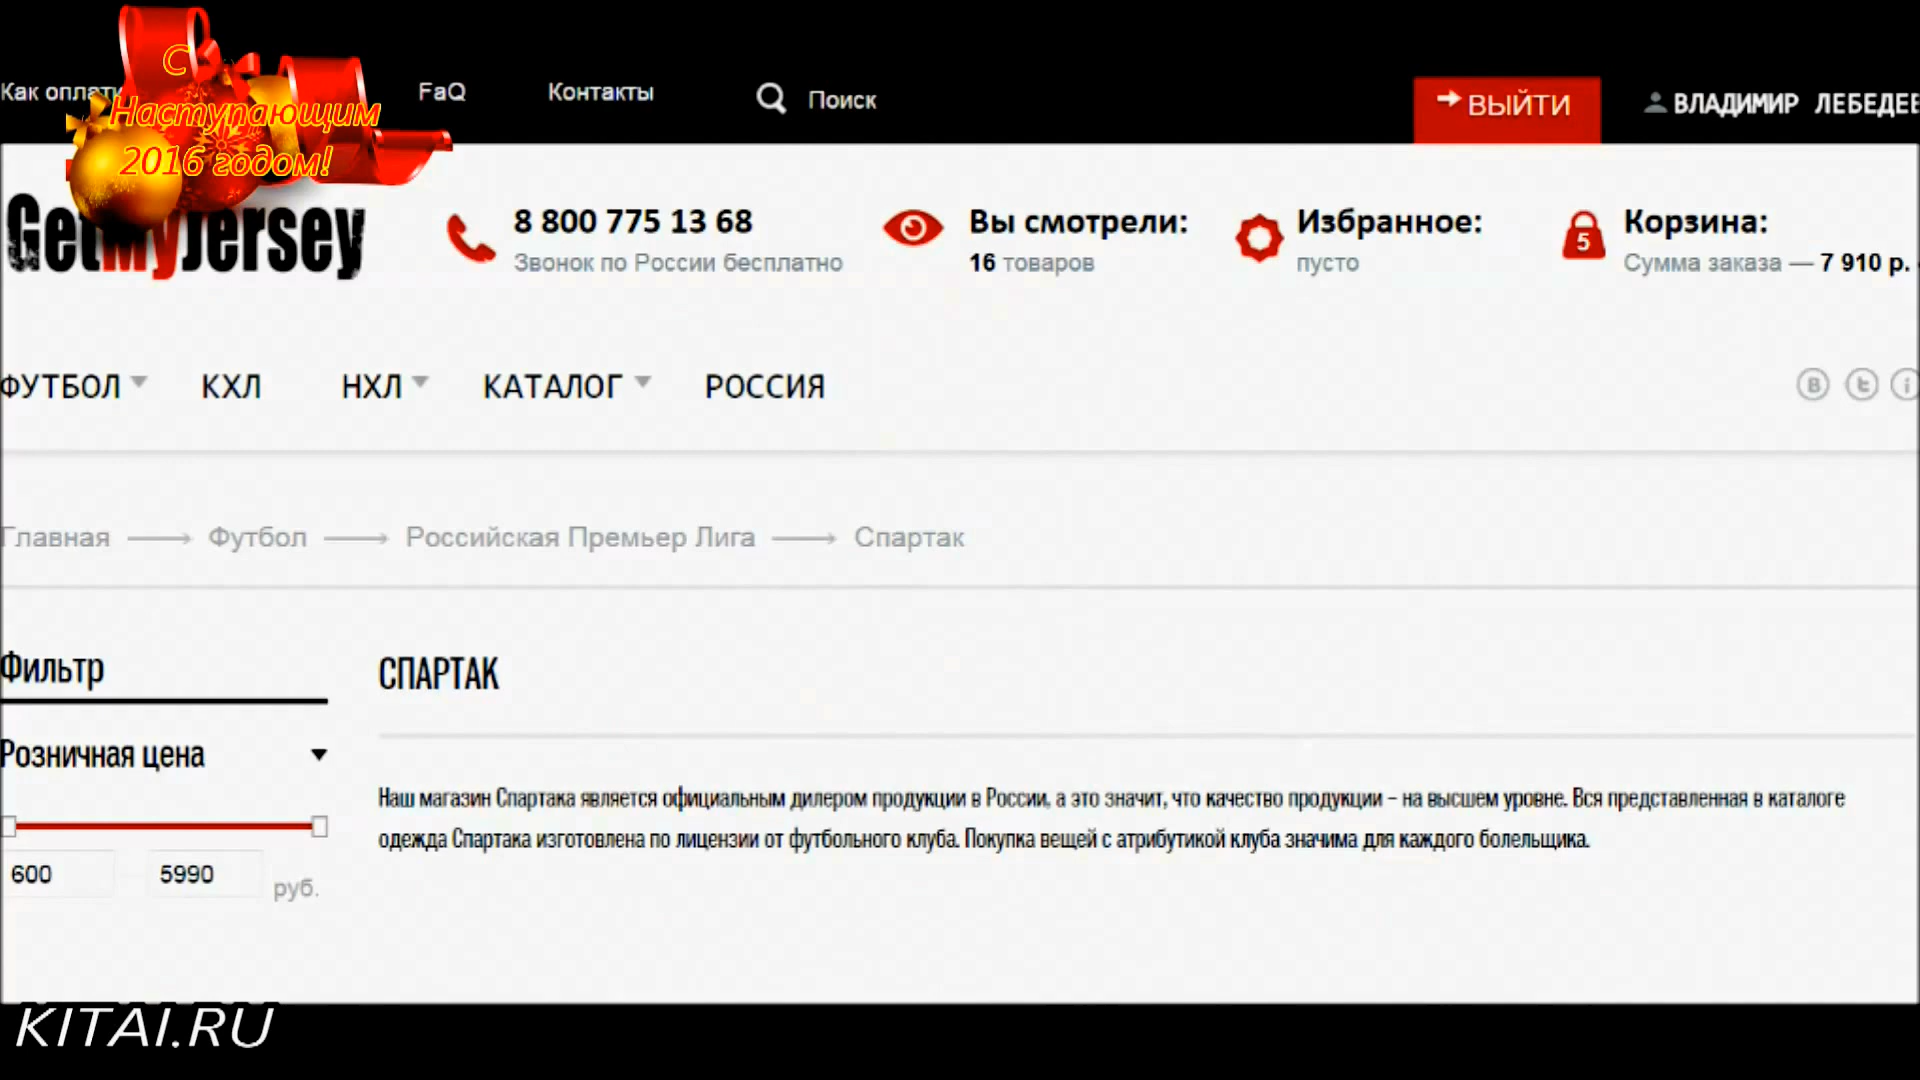 С
Наступающим
2016 годом!
Как
FaQ
Контакты
Поиск
ВЫЙТИ
ВЛАДИМИР
GetMyJersey
8 800 775 13 68
Звонок по России бесплатно
Вы смотрели:
16 товаров
Избранное:
пусто
5
Корзина:
Сумма заказа — 7 910 р.
ФУТБОЛ
КХЛ
НХЛ
КАТАЛОГ
РОССИЯ
Главная
Футбол
Российская Премьер Лига
Спартак
Фильтр
Розничная цена
600
5990
руб.
СПАРТАК
Наш магазин Спартака является официальным дилером продукции в России, а это значит, что качество продукции – на высшем уровне. Вся представленная в каталоге
одежда Спартака изготовлена по лицензии от футбольного клуба. Покупка вещей с атрибутикой клуба значима для каждого болельщика.
KITAI.RU